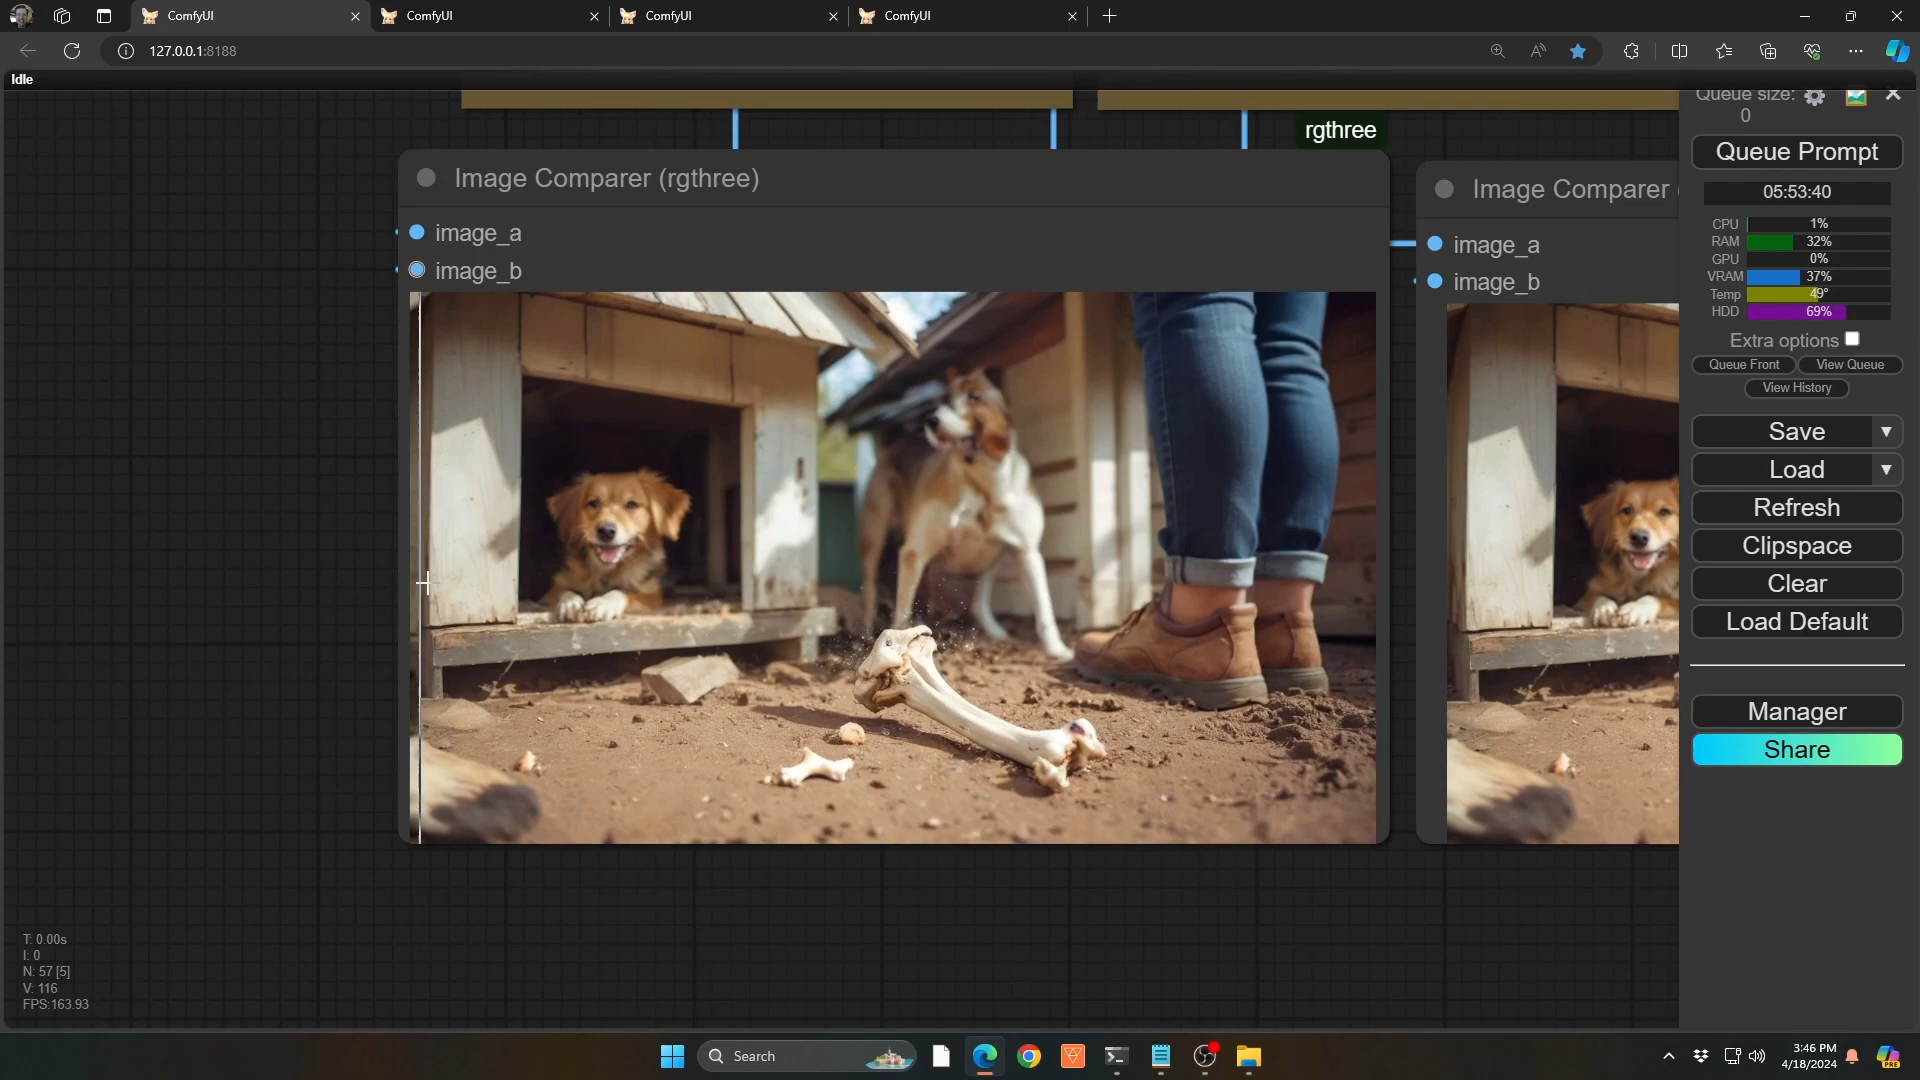 ComfyUI
ComfyUI
ComfyUI
ComfyUI
127.0.0.1:8188
Idle
Queue size:
0
rgthree
Queue Prompt
Image Comparer (rgthree)
Image Comparer
05:53:40
CPU 1%
RAM 32%
GPU 0%
VRAM 37%
Temp 49°
HDD 69%
image_a
image_b
image_a
image_b
Extra options
Queue Front
View Queue
View History
Save ▼
Load ▼
Refresh
Clipspace
Clear
Load Default
Manager
Share
T: 0.00s
I: 0
N: 57 [5]
V: 116
FPS:163.93
Search
3:46 PM
4/18/2024
PRE